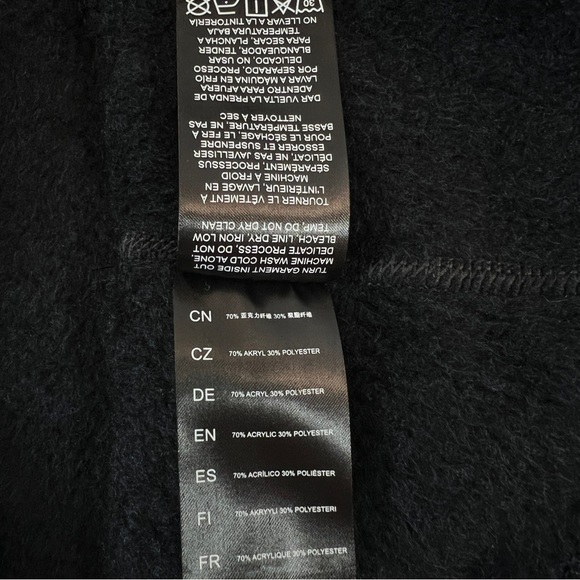 TURN GARMENT INSIDE OUT
MACHINE WASH COLD ALONE,
DELICATE PROCESS, DO NOT
BLEACH, LINE DRY, IRON LOW
TEMP, DO NOT DRY CLEAN
TOURNER LE VÊTEMENT À
L'INTÉRIEUR, LAVAGE EN
MACHINE À FROID
SÉPARÉMENT, PROCESSUS
DÉLICAT, NE PAS JAVELLISER
ESSORER ET SUSPENDRE
POUR LE SÉCHAGE, LE FER À
BASSE TEMPÉRATURE, NE PAS
NETTOYER À SEC
DAR VUELTA LA PRENDA DE
ADENTRO PARA AFUERA
LAVAR A MÁQUINA EN FRÍO
POR SEPARADO, PROCESO
DELICADO, NO USAR
BLANQUEADOR, TENDER
PARA SECAR, PLANCHA A
TEMPERATURA BAJA
NO LLEVAR A LA TINTORERÍA
30
CN 70% 亚克力纤维 30% 聚酯纤维
CZ 70% AKRYL 30% POLYESTER
DE 70% ACRYL 30% POLYESTER
EN 70% ACRYLIC 30% POLYESTER
ES 70% ACRÍLICO 30% POLIÉSTER
FI 70% AKRYYLI 30% POLYESTERI
FR 70% ACRYLIQUE 30% POLYESTER